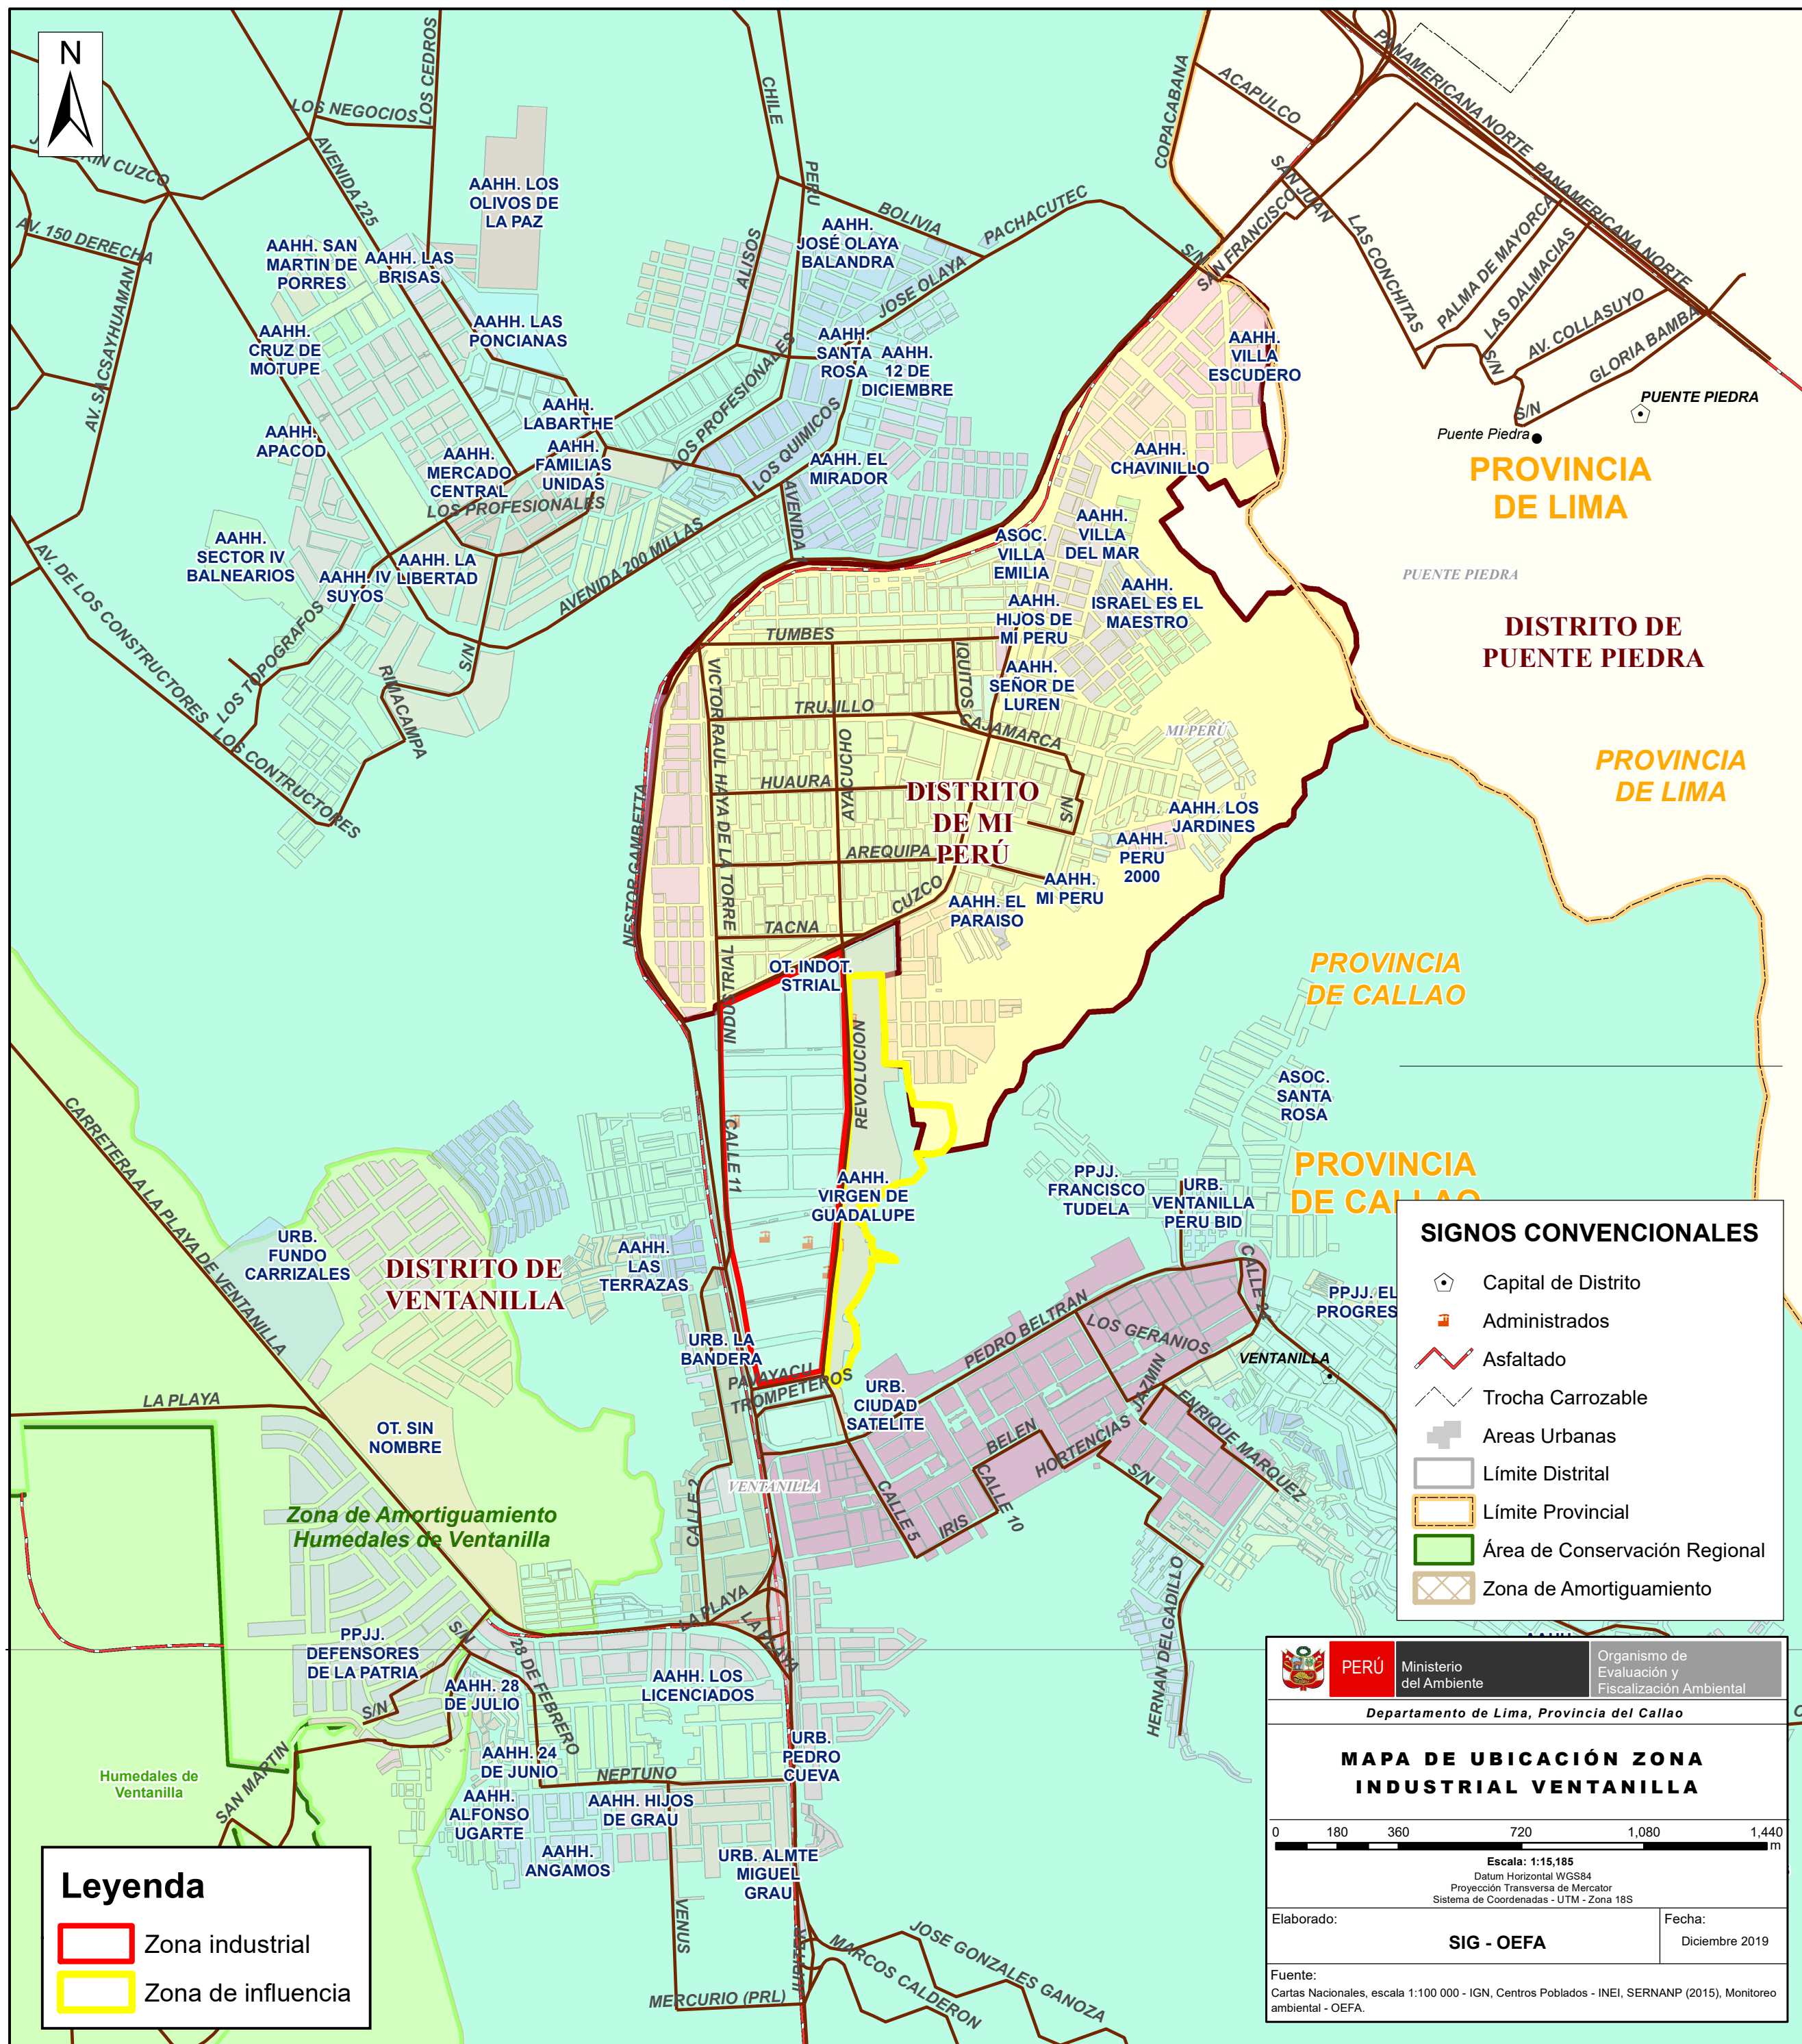 N
LOS NEGOCIOS
LOS CEDROS
CUZCO
AV. 150 DERECHA
AV. SACSAYHUAMAN
AVENIDA 225
AAHH. LOS
OLIVOS DE
LA PAZ
CHILE
PERU
ALISOS
BOLIVIA
PACHACUTEC
JOSE OLAYA
AAHH.
JOSÉ OLAYA
BALANDRA
COPACABANA
ACAPULCO
SAN JUAN
SAN FRANCISCO
S/N
PANAMERICANA NORTE
PANAMERICANA NORTE
LAS CONCHITAS
PALMA DE MAYORCA
LAS DALMACIAS
S/N
AV. COLLASUYO
GLORIA BAMBA
S/N
PUENTE PIEDRA
Puente Piedra
PROVINCIA
DE LIMA
PUENTE PIEDRA
DISTRITO DE
PUENTE PIEDRA
PROVINCIA
DE LIMA
AAHH. SAN
MARTIN DE
PORRES
AAHH. LAS
BRISAS
AAHH. LAS
PONCIANAS
AAHH.
CRUZ DE
MOTUPE
AAHH.
SANTA
ROSA
AAHH.
12 DE
DICIEMBRE
AAHH.
VILLA
ESCUDERO
AAHH.
LABARTHE
AAHH.
APACOD
AAHH.
MERCADO
CENTRAL
AAHH.
FAMILIAS
UNIDAS
LOS PROFESIONALES
LOS PROFESIONALES
LOS QUIMICOS
AAHH. EL
MIRADOR
AVENIDA
AAHH.
CHAVINILLO
AAHH.
SECTOR IV
BALNEARIOS
AAHH. IV
SUYOS
AAHH. LA
LIBERTAD
AVENIDA 200 MILLAS
AV. DE LOS CONSTRUCTORES
LOS TOPOGRAFOS
RIMACAMPA
S/N
LOS CONTRUCTORES
ASOC.
VILLA
EMILIA
AAHH.
VILLA
DEL MAR
AAHH.
ISRAEL ES EL
MAESTRO
AAHH.
HIJOS DE
MI PERU
AAHH.
SEÑOR DE
LUREN
TUMBES
IQUITOS
TRUJILLO
CAJAMARCA
VICTOR RAUL HAYA DE LA TORRE
AYACUCHO
HUAURA
S/N
MI PERÚ
DISTRITO
DE MI
PERÚ
AAHH. LOS
JARDINES
AAHH.
PERU
2000
AREQUIPA
AAHH.
MI PERU
CUZCO
AAHH. EL
PARAISO
TACNA
NESTOR GAMBETTA
OT. INDOT.
STRIAL
INDUSTRIAL
REVOLUCION
CALLE 11
PROVINCIA
DE CALLAO
ASOC.
SANTA
ROSA
PROVINCIA
DE CALLAO
AAHH.
VIRGEN DE
GUADALUPE
PPJJ.
FRANCISCO
TUDELA
URB.
VENTANILLA
PERU BID
CARRETERA A LA PLAYA DE VENTANILLA
URB.
FUNDO
CARRIZALES
DISTRITO DE
VENTANILLA
AAHH.
LAS
TERRAZAS
URB. LA
BANDERA
PAVAYACU
TROMPETEROS
URB.
CIUDAD
SATELITE
PEDRO BELTRAN
LOS GERANIOS
PPJJ. EL
PROGRES
VENTANILLA
JAZMIN
ENRIQUE MARQUEZ
BELEN
HORTENCIAS
S/N
CALLE 5
IRIS
CALLE 10
LA PLAYA
OT. SIN
NOMBRE
VENTANILLA
CALLE 2
Zona de Amortiguamiento
Humedales de Ventanilla
LA PLAYA
LA PLAYA
HERNAN DELGADILLO
PPJJ.
DEFENSORES
DE LA PATRIA
S/N
S/N
28 DE FEBRERO
AAHH. 28
DE JULIO
AAHH. LOS
LICENCIADOS
AAHH. 24
DE JUNIO
NEPTUNO
URB.
PEDRO
CUEVA
SAN MARTIN
Humedales de
Ventanilla
AAHH.
ALFONSO
UGARTE
AAHH. HIJOS
DE GRAU
AAHH.
ANGAMOS
URB. ALMTE
MIGUEL
GRAU
VENUS
MERCURIO (PRL)
MARCOS CALDERON
JOSE GONZALES GANOZA
Leyenda
Zona industrial
Zona de influencia
SIGNOS CONVENCIONALES
Capital de Distrito
Administrados
Asfaltado
Trocha Carrozable
Areas Urbanas
Límite Distrital
Límite Provincial
Área de Conservación Regional
Zona de Amortiguamiento
PERÚ
Ministerio
del Ambiente
Organismo de
Evaluación y
Fiscalización Ambiental
Departamento de Lima, Provincia del Callao
MAPA DE UBICACIÓN ZONA
INDUSTRIAL VENTANILLA
0 180 360 720 1,080 1,440
m
Escala: 1:15,185
Datum Horizontal WGS84
Proyección Transversa de Mercator
Sistema de Coordenadas - UTM - Zona 18S
Elaborado:
SIG - OEFA
Fecha:
Diciembre 2019
Fuente:
Cartas Nacionales, escala 1:100 000 - IGN, Centros Poblados - INEI, SERNANP (2015), Monitoreo
ambiental - OEFA.